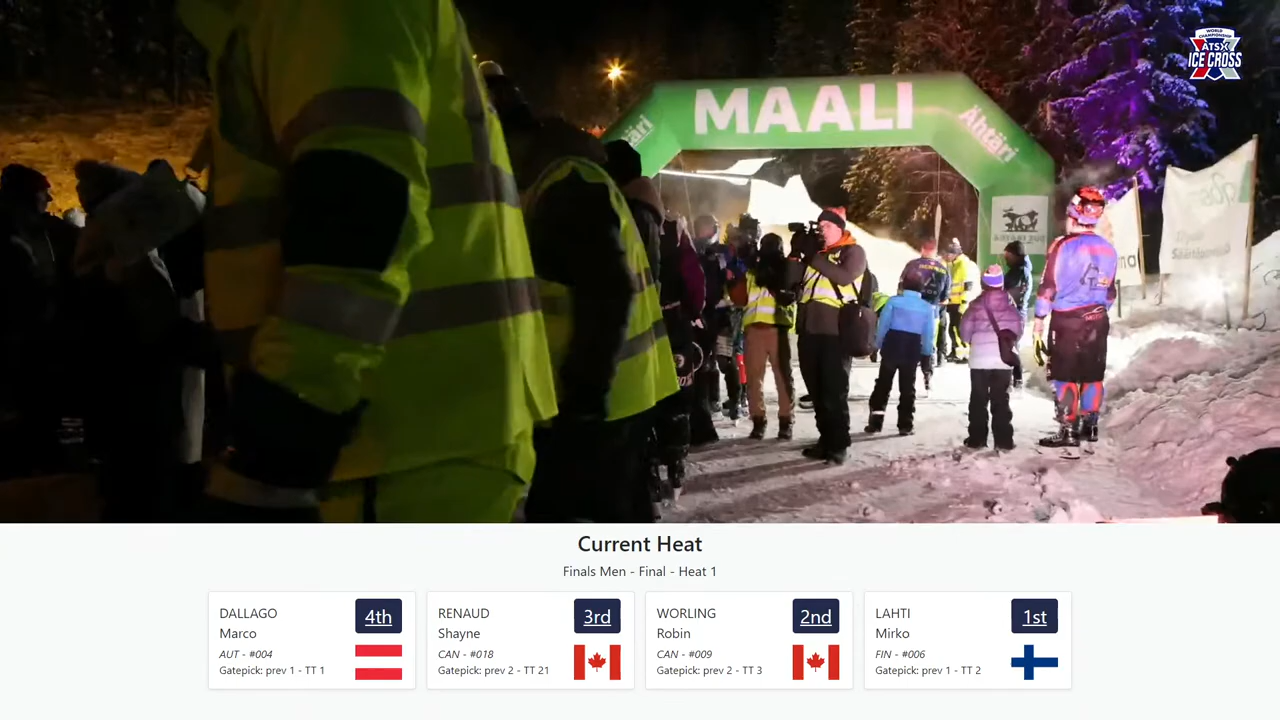 WORLD CHAMPIONSHIP
ATSX
ICE CROSS
MAALI
Ähtäri
Ähtäri
Current Heat
Finals Men - Final - Heat 1
DALLAGO
Marco
AUT - #004
Gatepick: prev 1 - TT 1
4th
RENAUD
Shayne
CAN - #018
Gatepick: prev 2 - TT 21
3rd
WORLING
Robin
CAN - #009
Gatepick: prev 2 - TT 3
2nd
LAHTI
Mirko
FIN - #006
Gatepick: prev 1 - TT 2
1st